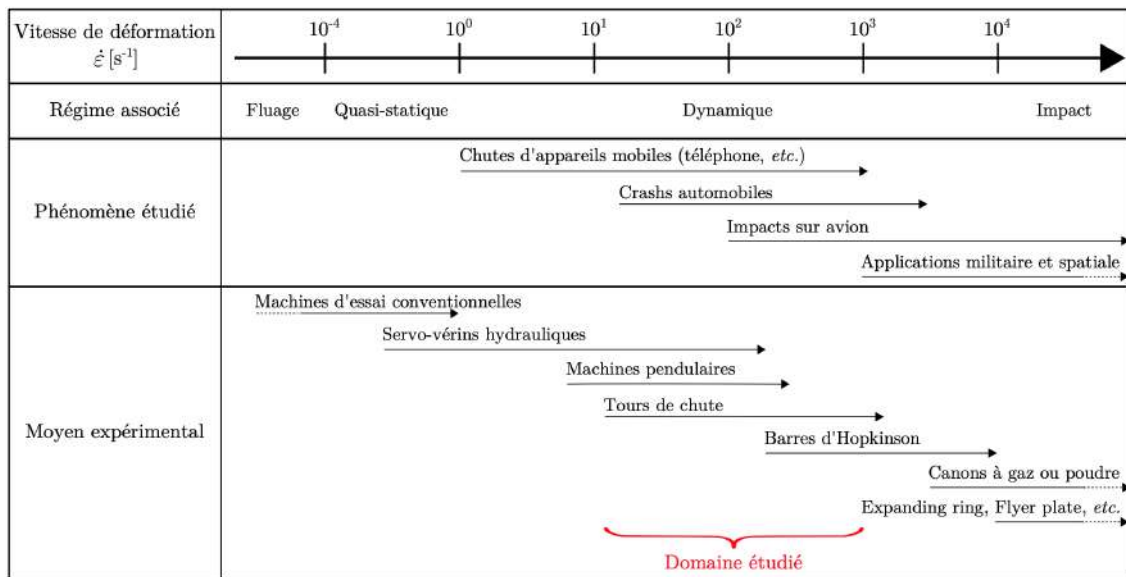 Vitesse de déformation
ε̇ [s⁻¹]
10⁻⁴ 10⁰ 10¹ 10² 10³ 10⁴
Régime associé
Fluage Quasi-statique Dynamique Impact
Phénomène étudié
Chutes d'appareils mobiles (téléphone, etc.)
Crashs automobiles
Impacts sur avion
Applications militaire et spatiale
Moyen expérimental
Machines d'essai conventionnelles
Servo-vérins hydrauliques
Machines pendulaires
Tours de chute
Barres d'Hopkinson
Canons à gaz ou poudre
Expanding ring, Flyer plate, etc.
Domaine étudié